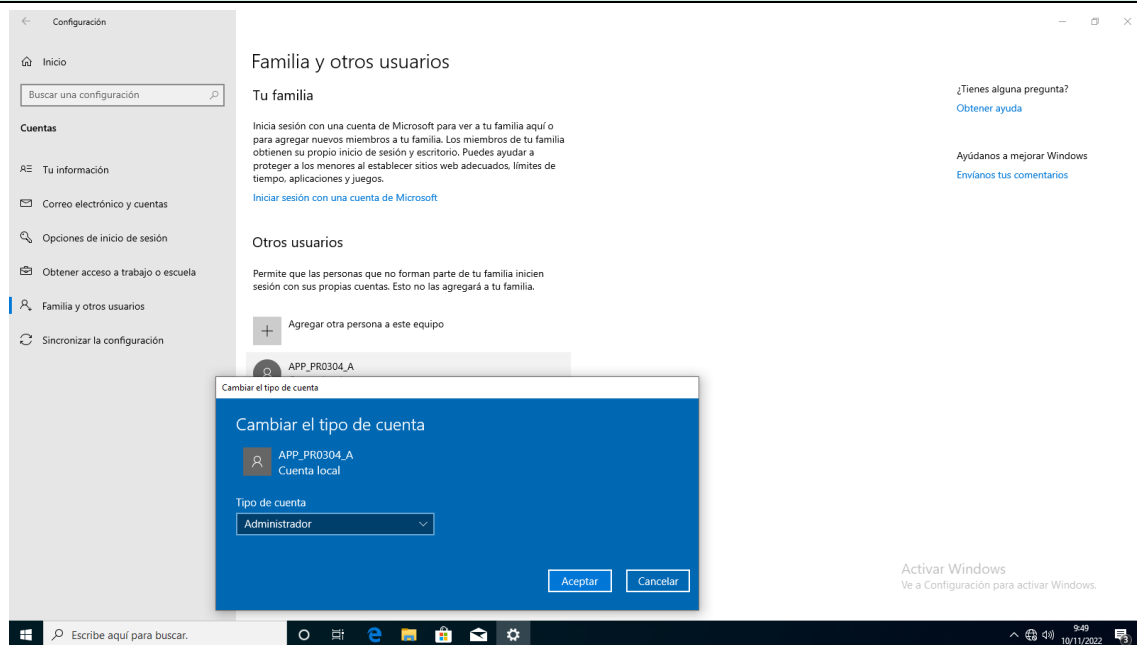 Configuración
Inicio
Buscar una configuración
Cuentas
Tu información
Correo electrónico y cuentas
Opciones de inicio de sesión
Obtener acceso a trabajo o escuela
Familia y otros usuarios
Sincronizar la configuración
Familia y otros usuarios
Tu familia
Inicia sesión con una cuenta de Microsoft para ver a tu familia aquí o
para agregar nuevos miembros a tu familia. Los miembros de tu familia
obtienen su propio inicio de sesión y escritorio. Puedes ayudar a
proteger a los menores al establecer sitios web adecuados, límites de
tiempo, aplicaciones y juegos.
Iniciar sesión con una cuenta de Microsoft
Otros usuarios
Permite que las personas que no forman parte de tu familia inicien
sesión con sus propias cuentas. Esto no las agregará a tu familia.
Agregar otra persona a este equipo
APP_PR0304_A
¿Tienes alguna pregunta?
Obtener ayuda
Ayúdanos a mejorar Windows
Envíanos tus comentarios
Cambiar el tipo de cuenta
Cambiar el tipo de cuenta
APP_PR0304_A
Cuenta local
Tipo de cuenta
Administrador
Aceptar
Cancelar
Activar Windows
Ve a Configuración para activar Windows.
Escribe aquí para buscar.
9:49
10/11/2022
3